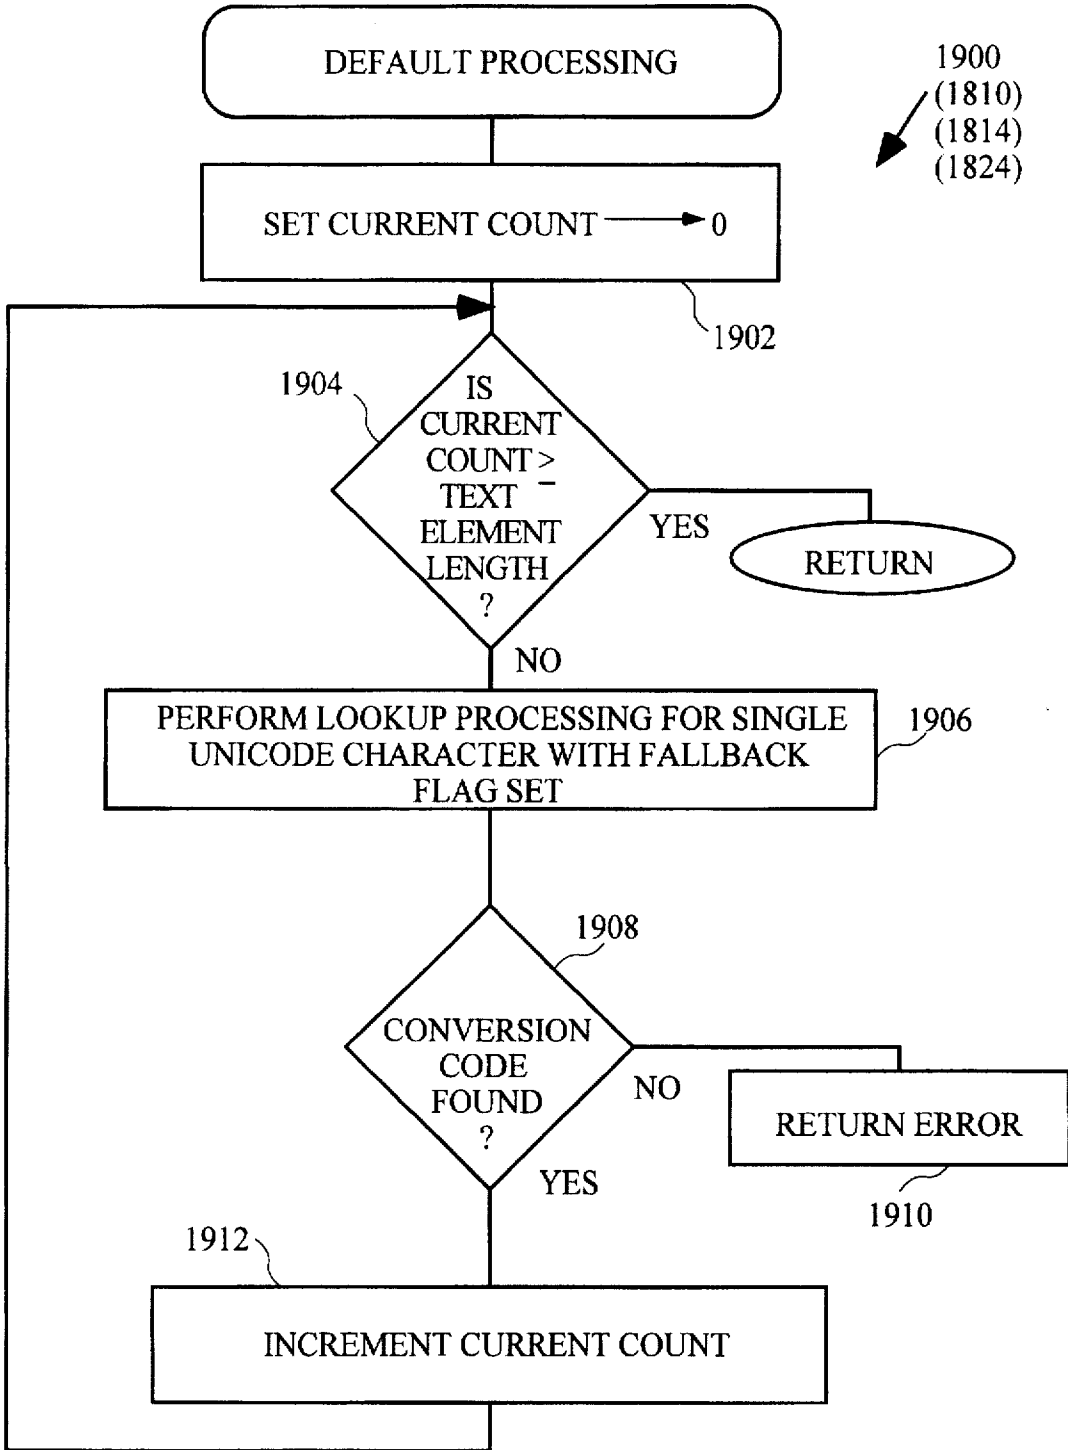 DEFAULT PROCESSING
1900
(1810)
(1814)
(1824)
SET CURRENT COUNT 0
1902
1904
IS
CURRENT
COUNT ≥
TEXT
ELEMENT
LENGTH
?
YES
RETURN
NO
PERFORM LOOKUP PROCESSING FOR SINGLE
UNICODE CHARACTER WITH FALLBACK
FLAG SET
1906
1908
CONVERSION
CODE
FOUND
?
NO
RETURN ERROR
1910
YES
1912
INCREMENT CURRENT COUNT